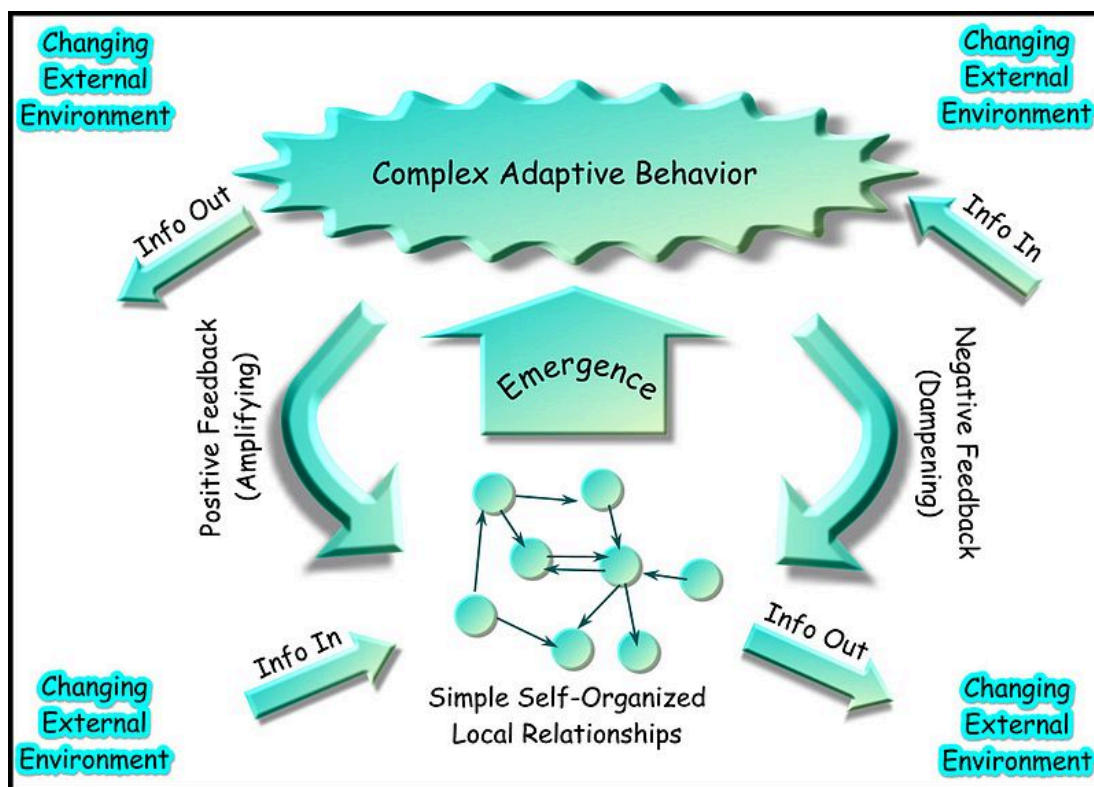 Changing
External
Environment
Changing
External
Environment
Complex Adaptive Behavior
Info Out
Info In
Positive Feedback
(Amplifying)
Emergence
Negative Feedback
(Dampening)
Info In
Info Out
Simple Self-Organized
Local Relationships
Changing
External
Environment
Changing
External
Environment